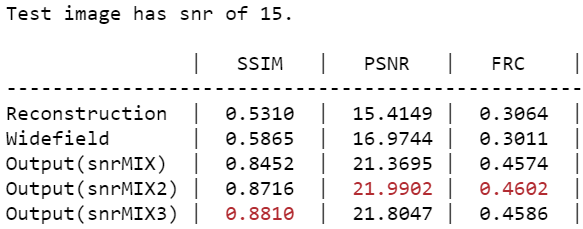 Test image has snr of 15.
| SSIM | PSNR | FRC |
--------------------------------------------------
Reconstruction | 0.5310 | 15.4149 | 0.3064 |
Widefield | 0.5865 | 16.9744 | 0.3011 |
Output(snrMIX) | 0.8452 | 21.3695 | 0.4574 |
Output(snrMIX2) | 0.8716 | 21.9902 | 0.4602 |
Output(snrMIX3) | 0.8810 | 21.8047 | 0.4586 |